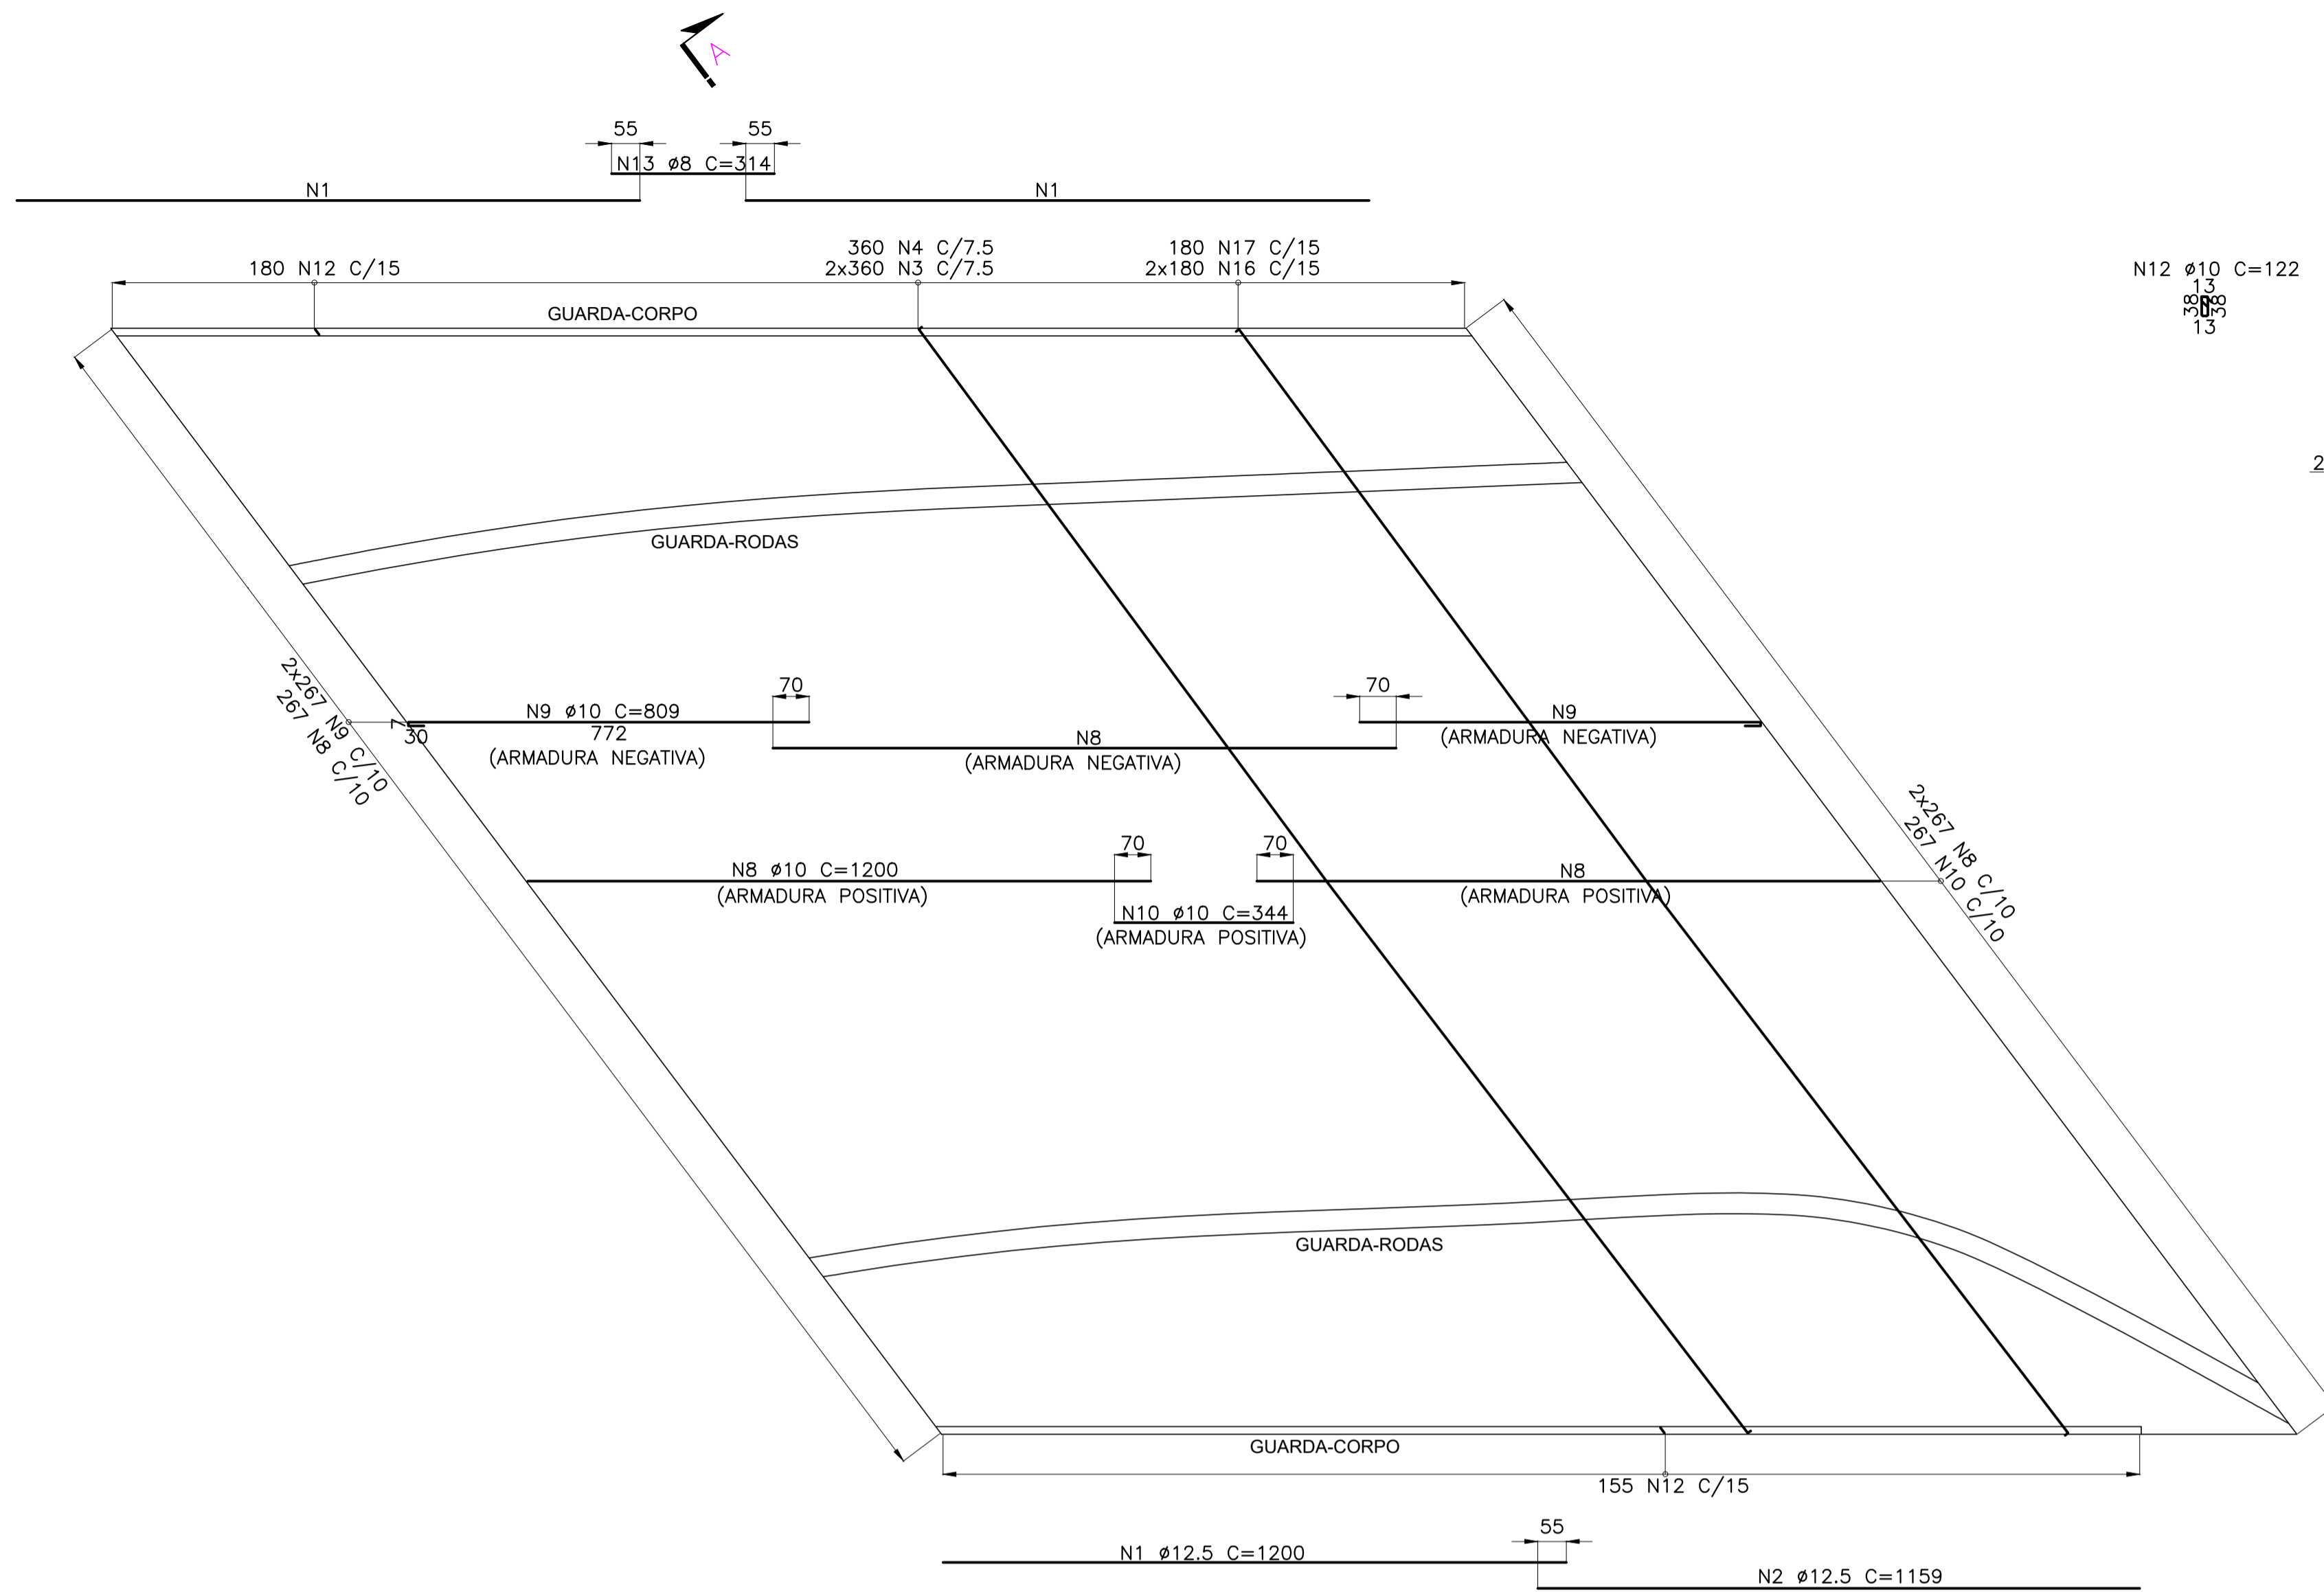 A
55
55
N13 ø8 C=314
N1
N1
360 N4 C/7.5
180 N17 C/15
180 N12 C/15
2x360 N3 C/7.5
2x180 N16 C/15
N12 ø10 C=122
13
38
38
13
GUARDA-CORPO
2
GUARDA-RODAS
2x267 N9 C/10
267 N8 C/10
70
70
N9 ø10 C=809
N9
7
30
772
N8
(ARMADURA NEGATIVA)
(ARMADURA NEGATIVA)
(ARMADURA NEGATIVA)
2x267 N8 C/10
267 N10 C/10
70
70
N8 ø10 C=1200
N8
(ARMADURA POSITIVA)
(ARMADURA POSITIVA)
N10 ø10 C=344
(ARMADURA POSITIVA)
GUARDA-RODAS
GUARDA-CORPO
155 N12 C/15
55
N1 ø12.5 C=1200
N2 ø12.5 C=1159